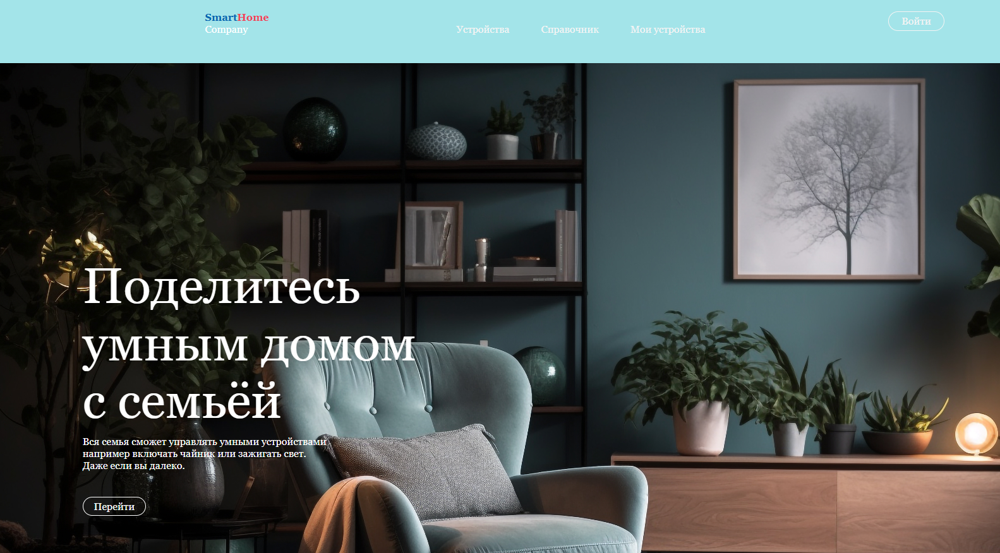 SmartHome
Company
Устройства
Справочник
Мои устройства
Войти
Поделитесь
умным домом
с семьёй
Вся семья сможет управлять умными устройствами
например включать чайник или зажигать свет.
Даже если вы далеко.
Перейти